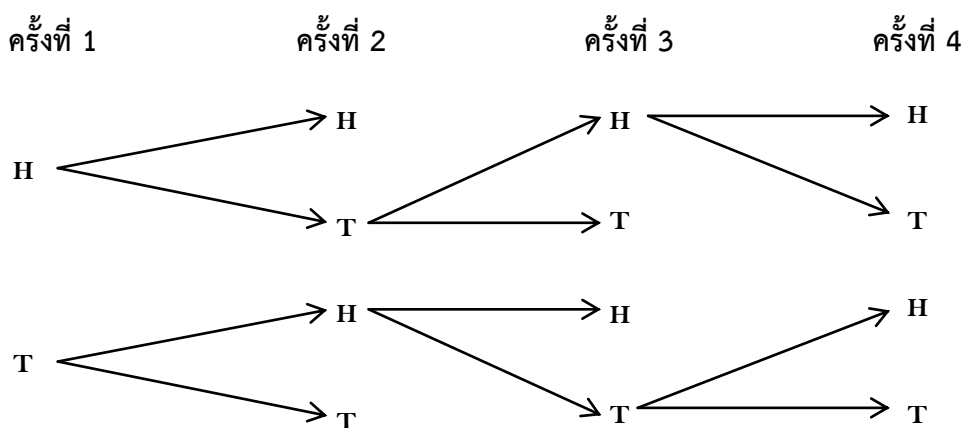 ครั้งที่ 1 ครั้งที่ 2 ครั้งที่ 3 ครั้งที่ 4
H H H
H
T T T
H H H
T
T T T